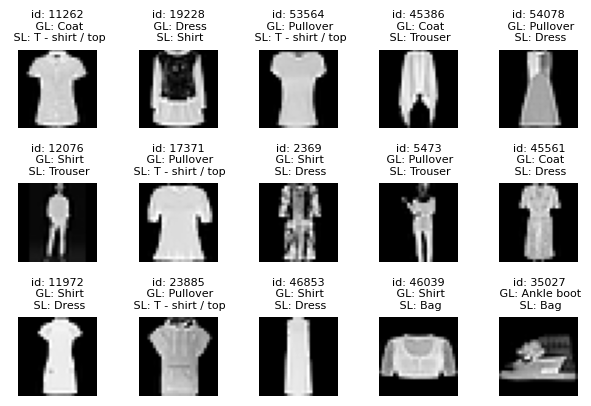 id: 11262
GL: Coat
SL: T - shirt / top
id: 19228
GL: Dress
SL: Shirt
id: 53564
GL: Pullover
SL: T - shirt / top
id: 45386
GL: Coat
SL: Trouser
id: 54078
GL: Pullover
SL: Dress
id: 12076
GL: Shirt
SL: Trouser
id: 17371
GL: Pullover
SL: T - shirt / top
id: 2369
GL: Shirt
SL: Dress
id: 5473
GL: Pullover
SL: Trouser
id: 45561
GL: Coat
SL: Dress
id: 11972
GL: Shirt
SL: Dress
id: 23885
GL: Pullover
SL: T - shirt / top
id: 46853
GL: Shirt
SL: Dress
id: 46039
GL: Shirt
SL: Bag
id: 35027
GL: Ankle boot
SL: Bag